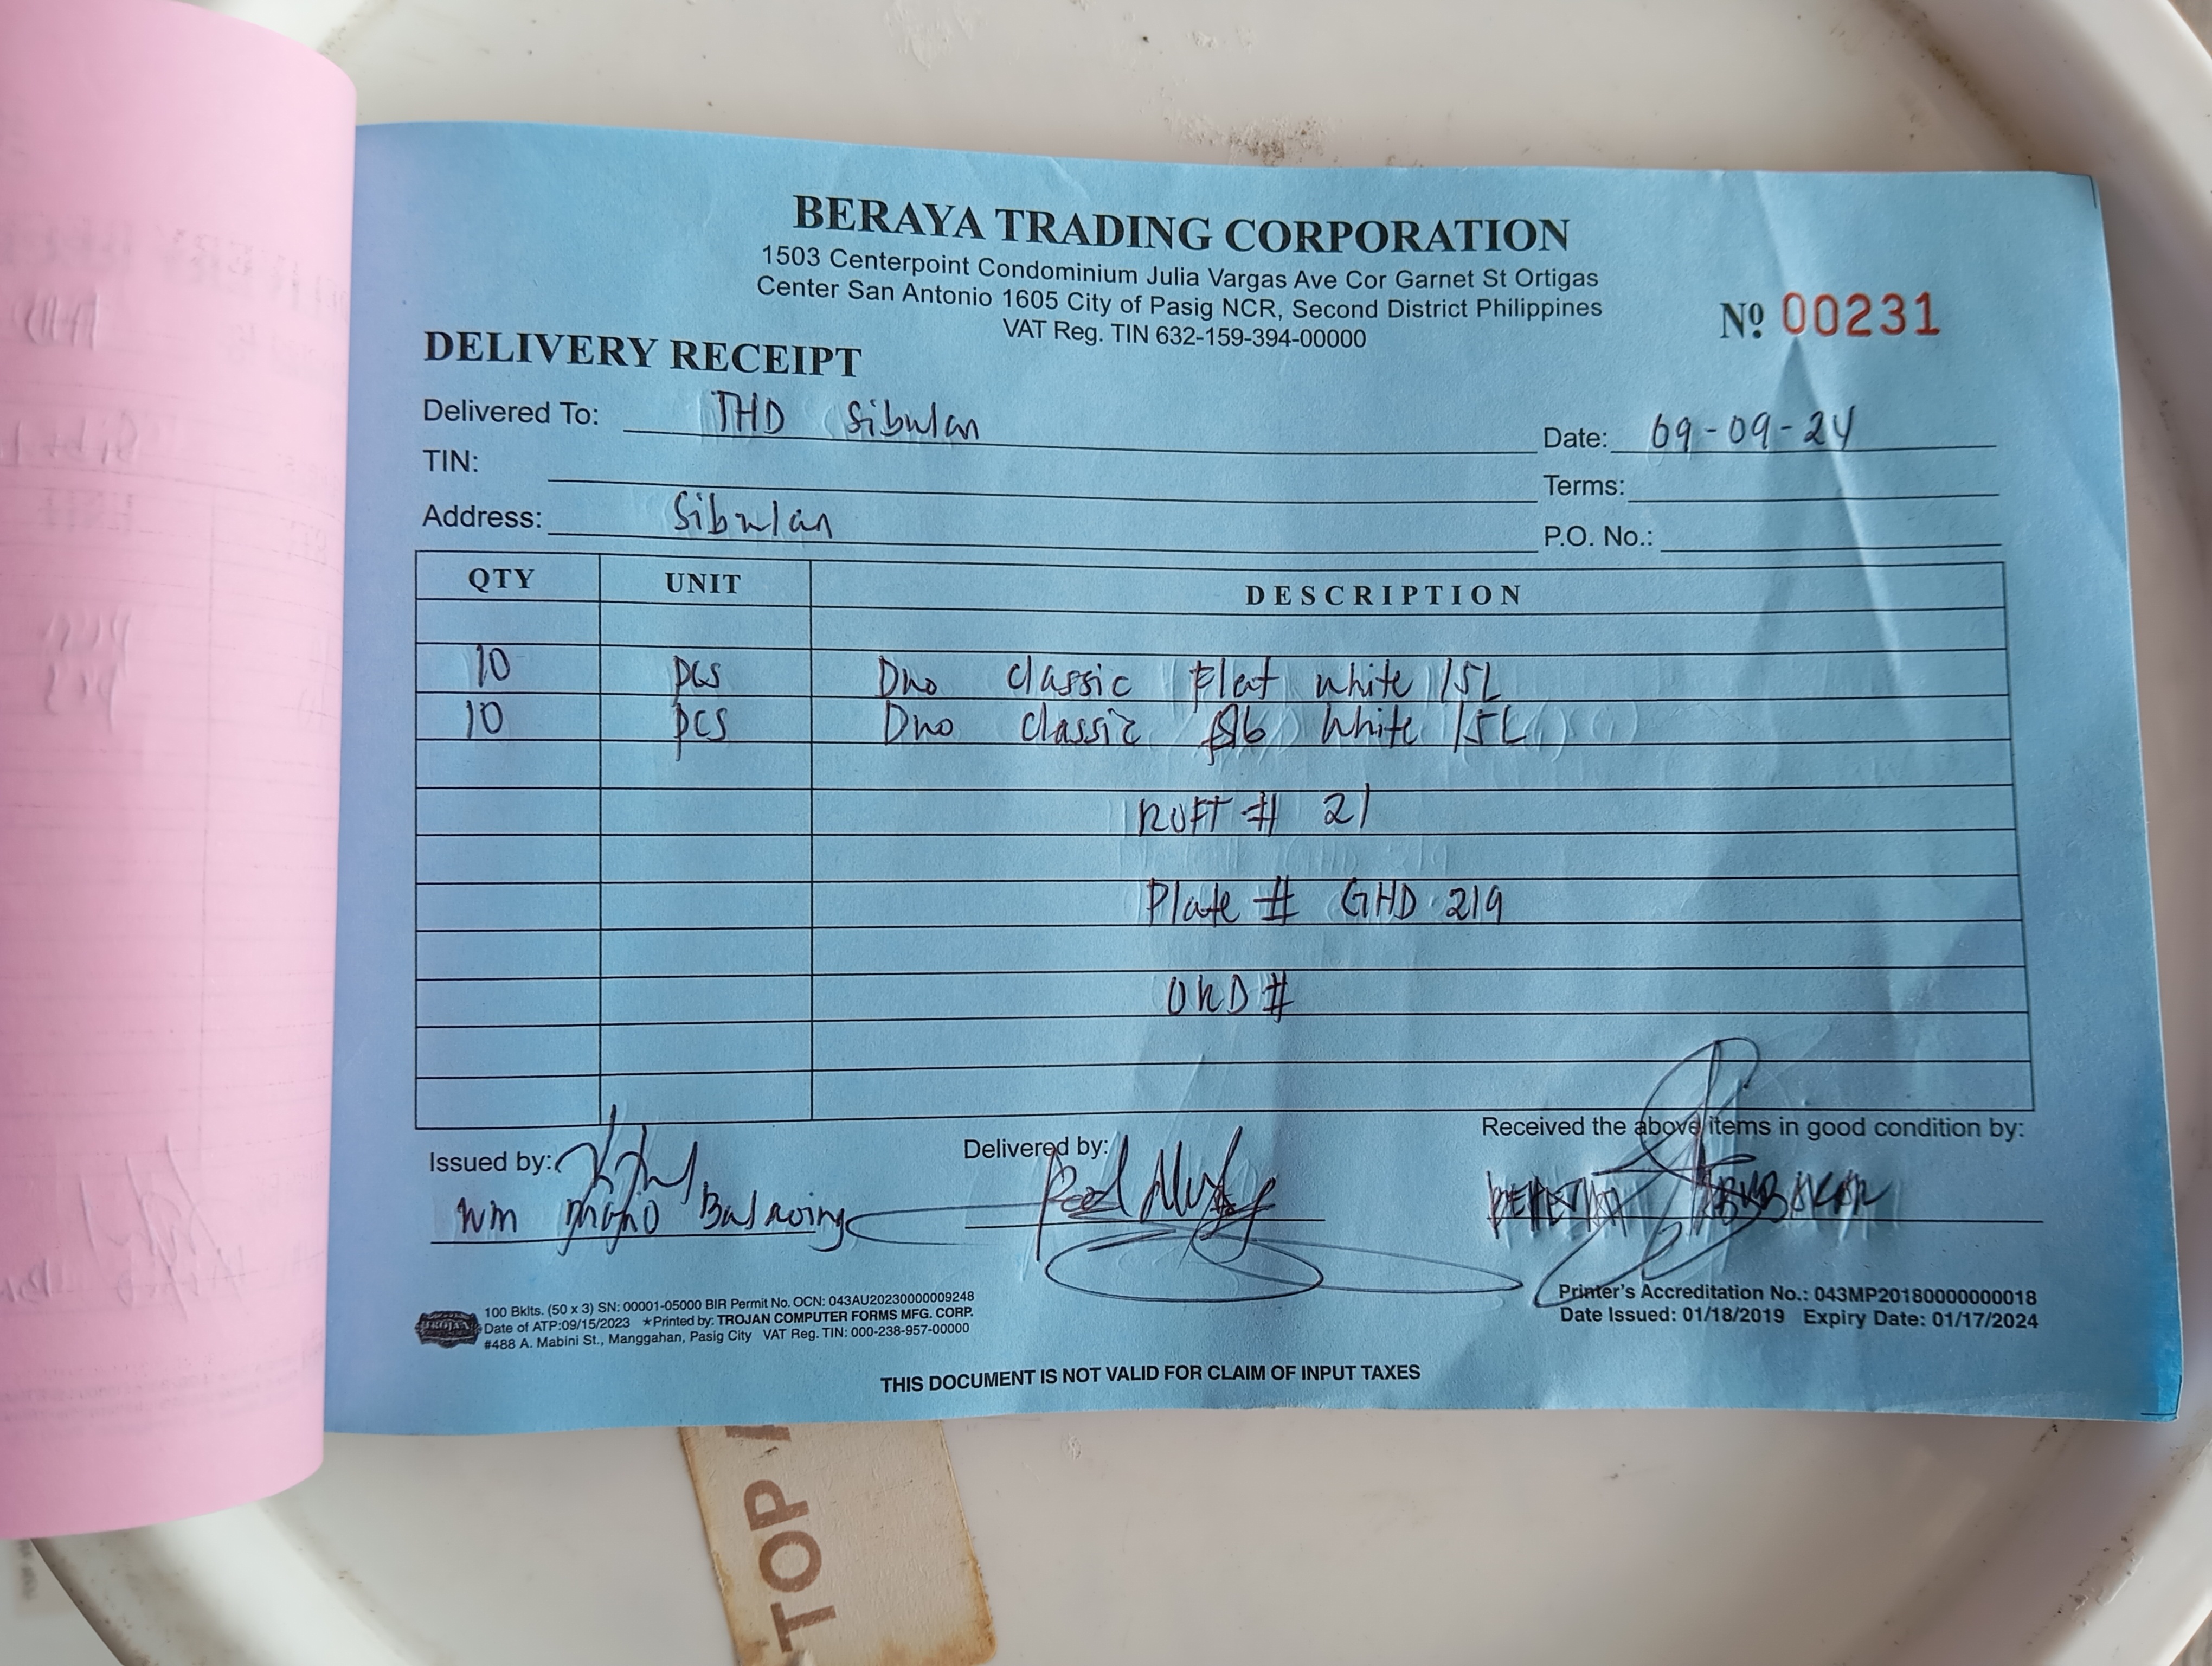 BERAYA TRADING CORPORATION
1503 Centerpoint Condominium Julia Vargas Ave Cor Garnet St Ortigas
Center San Antonio 1605 City of Pasig NCR, Second District Philippines
VAT Reg. TIN 632-159-394-00000
Nº 00231
DELIVERY RECEIPT
Delivered To: THD Sibulan
Date: 09-09-24
TIN:
Terms:
Address: Sibulan
P.O. No.:
QTY UNIT DESCRIPTION
10 pcs Duo classic Flat white 15L
10 pcs Duo classic white 15L
# 21
Plate # GHD 219
ORD #
Issued by:
Delivered by:
Received the above items in good condition by:
100 Bklts. (50 x 3) SN: 00001-05000 BIR Permit No. OCN: 043AU20230000009248
Date of ATP:09/15/2023 ★Printed by: TROJAN COMPUTER FORMS MFG. CORP.
#488 A. Mabini St., Manggahan, Pasig City VAT Reg. TIN: 000-238-957-00000
TROJAN
Printer's Accreditation No.: 043MP20180000000018
Date Issued: 01/18/2019 Expiry Date: 01/17/2024
THIS DOCUMENT IS NOT VALID FOR CLAIM OF INPUT TAXES
TOP